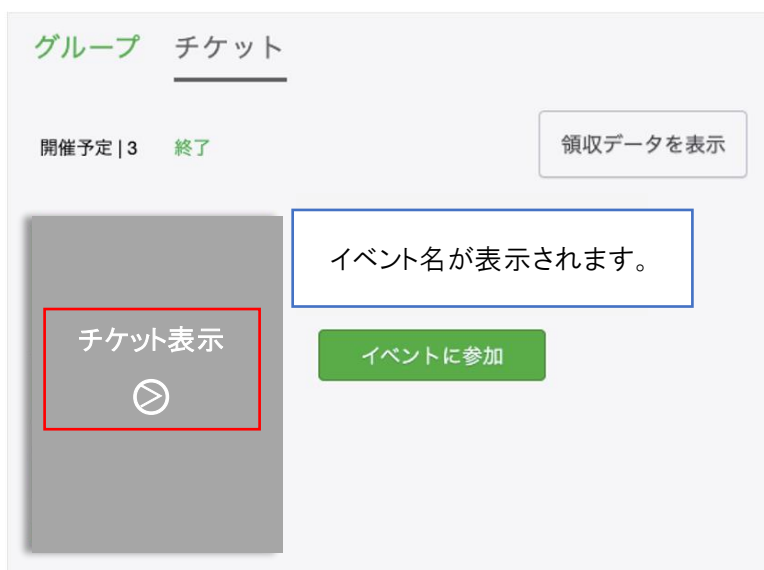 グループ チケット
開催予定 | 3 終了
領収データを表示
イベント名が表示されます。
チケット表示
イベントに参加